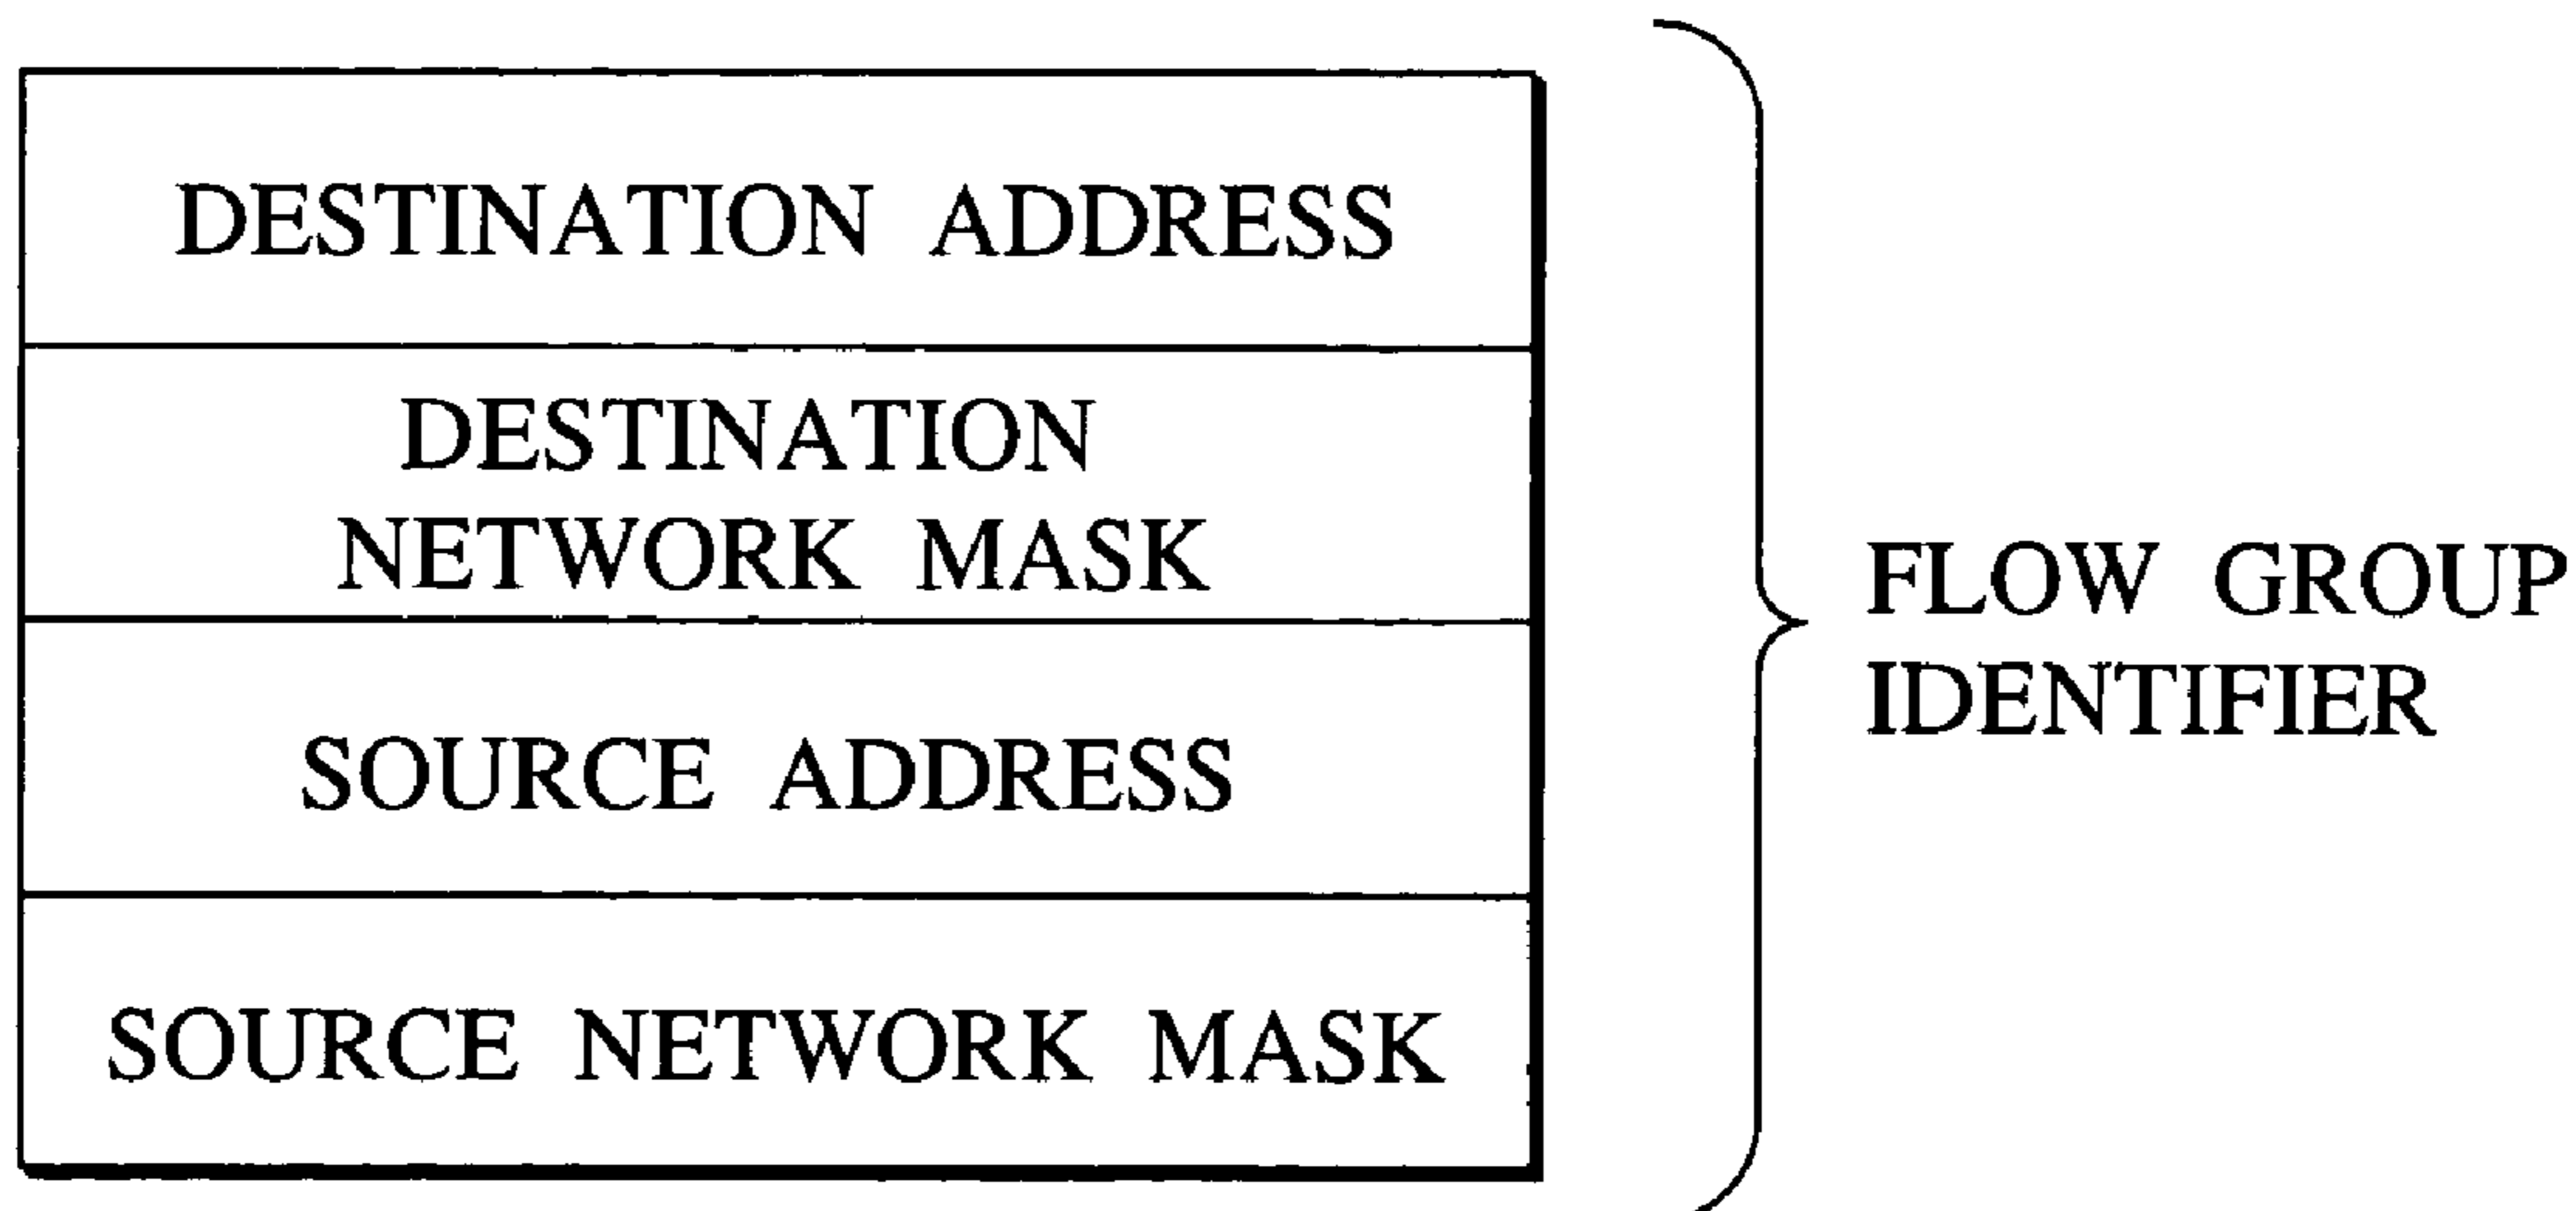 DESTINATION ADDRESS
DESTINATION
NETWORK MASK
SOURCE ADDRESS
SOURCE NETWORK MASK
FLOW GROUP
IDENTIFIER